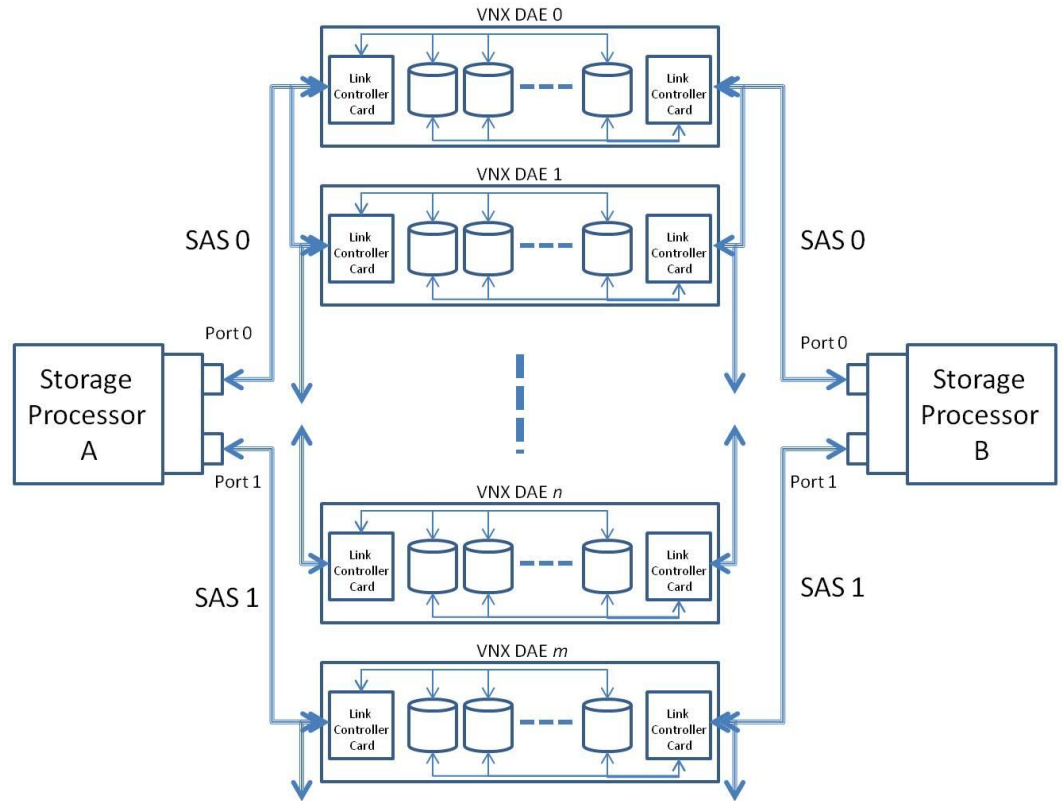 VNX DAE 0
Link
Controller
Card
Link
Controller
Card
VNX DAE 1
Link
Controller
Card
Link
Controller
Card
SAS 0
SAS 0
Port 0
Port 0
Storage
Processor
A
Storage
Processor
B
Port 1
Port 1
VNX DAE n
Link
Controller
Card
Link
Controller
Card
SAS 1
SAS 1
VNX DAE m
Link
Controller
Card
Link
Controller
Card